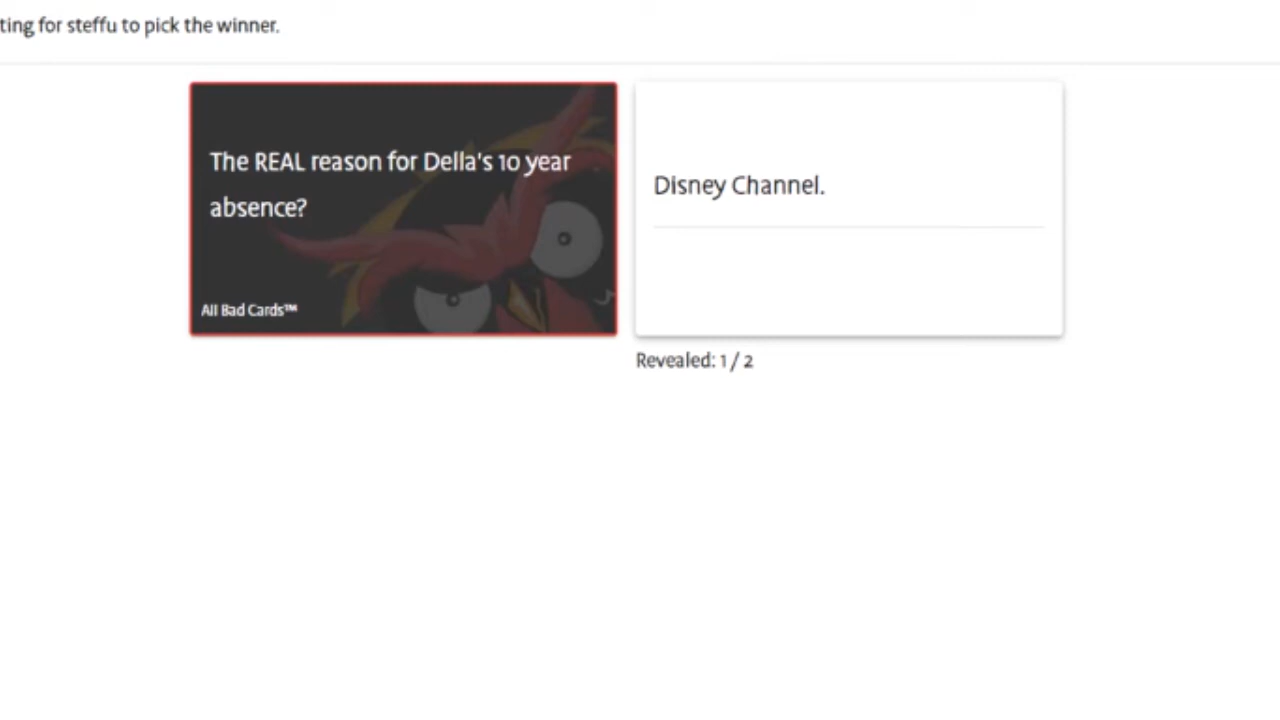 ting for steffu to pick the winner.
The REAL reason for Della's 10 year
absence?
All Bad Cards™
Disney Channel.
Revealed: 1 / 2